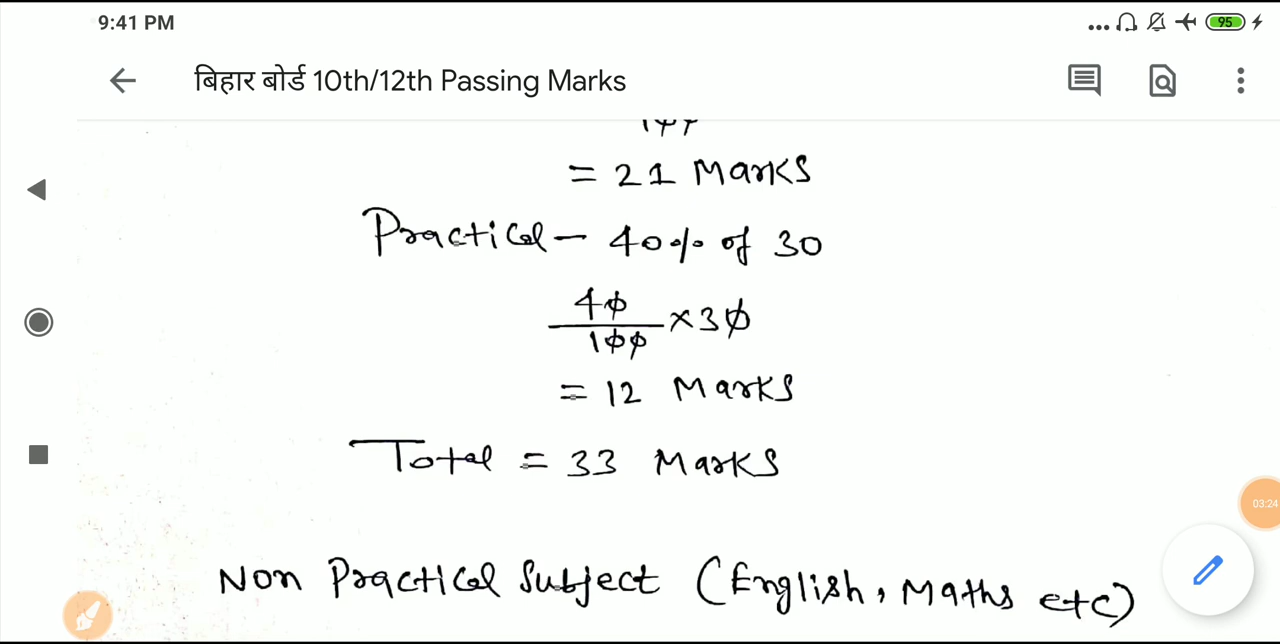 9:41 PM
95
बिहार बोर्ड 10th/12th Passing Marks
= 21 Marks
Practical - 40% of 30
40/100 × 30
= 12 Marks
Total = 33 Marks
03:24
Non Practical Subject (English, Maths etc)